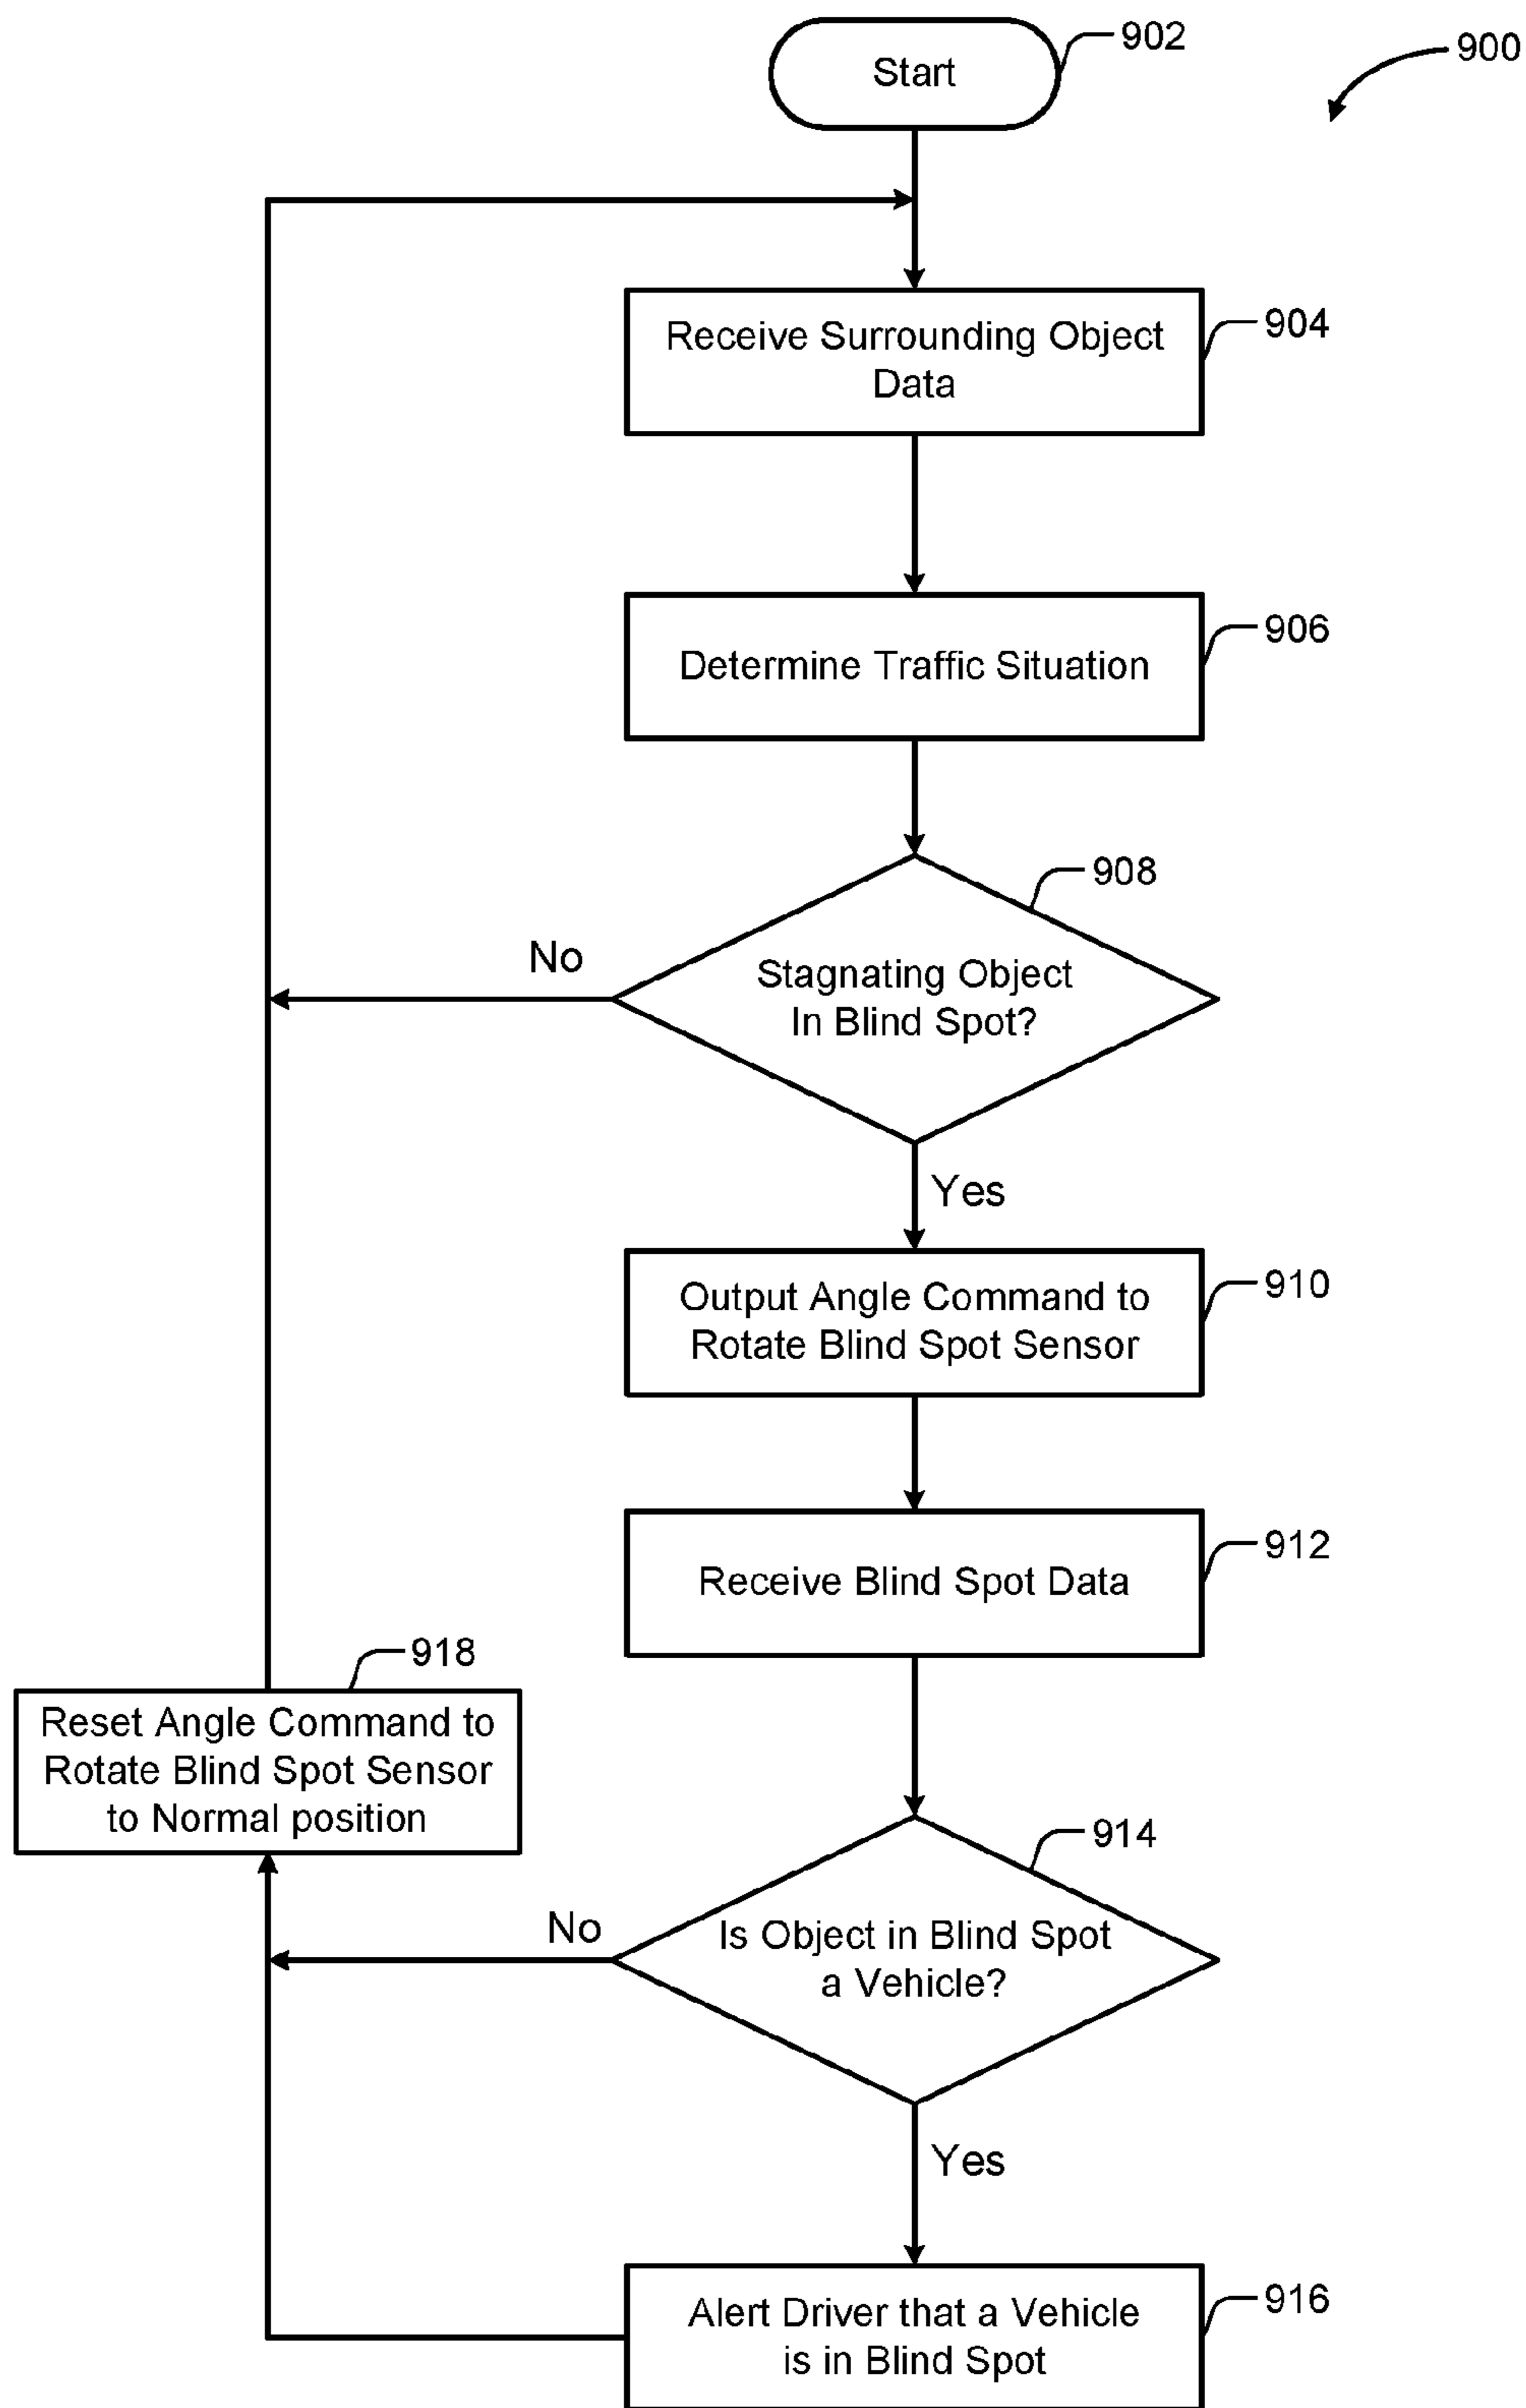 902
900
Start
904
Receive Surrounding Object
Data
906
Determine Traffic Situation
908
No
Stagnating Object
In Blind Spot?
Yes
910
Output Angle Command to
Rotate Blind Spot Sensor
912
Receive Blind Spot Data
918
Reset Angle Command to
Rotate Blind Spot Sensor
to Normal position
914
No
Is Object in Blind Spot
a Vehicle?
Yes
916
Alert Driver that a Vehicle
is in Blind Spot